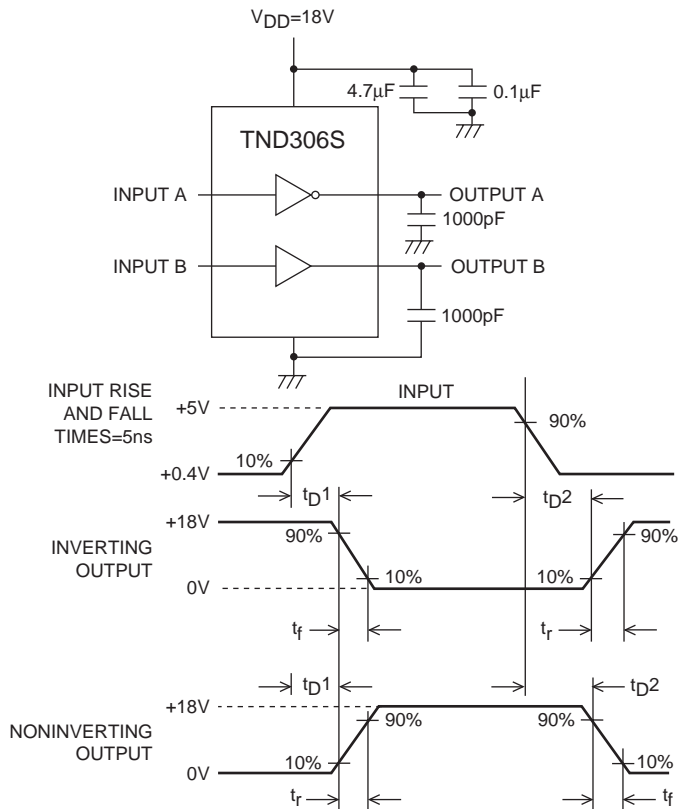 VDD=18V
4.7μF
0.1μF
TND306S
INPUT A
OUTPUT A
1000pF
INPUT B
OUTPUT B
1000pF
INPUT RISE
AND FALL
TIMES=5ns
+5V
INPUT
90%
10%
+0.4V
tD1
tD2
+18V
INVERTING
OUTPUT
90%
90%
10%
10%
0V
tf
tr
tD1
tD2
+18V
NONINVERTING
OUTPUT
90%
90%
10%
10%
0V
tr
tf